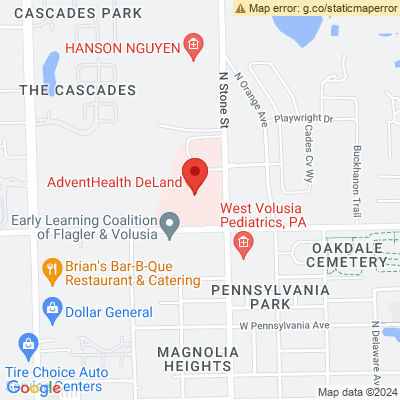 Map error: g.co/staticmaperror
CASCADES PARK
HANSON NGUYEN
N Stone St
N Orange Ave
THE CASCADES
Playwright Dr
Cades Cv Wy
Buckhanon Trail
AdventHealth DeLand
Early Learning Coalition
of Flagler & Volusia
West Volusia
Pediatrics, PA
OAKDALE
CEMETERY
Brian's Bar-B-Que
Restaurant & Catering
PENNSYLVANIA
PARK
Dollar General
W Pennsylvania Ave
N Delaware Ave
Tire Choice Auto
Service Centers
MAGNOLIA
HEIGHTS
Google
Map data ©2024